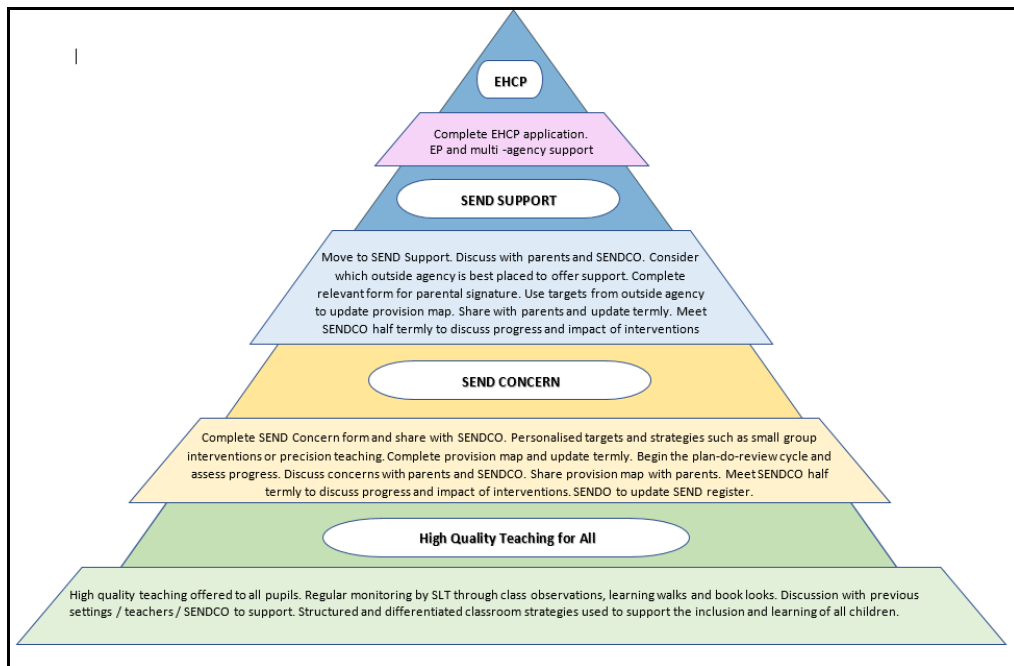 EHCP
Complete EHCP application.
EP and multi -agency support
SEND SUPPORT
Move to SEND Support. Discuss with parents and SENDCO. Consider
which outside agency is best placed to offer support. Complete
relevant form for parental signature. Use targets from outside agency
to update provision map. Share with parents and update termly. Meet
SENDCO half termly to discuss progress and impact of interventions
SEND CONCERN
Complete SEND Concern form and share with SENDCO. Personalised targets and strategies such as small group
interventions or precision teaching. Complete provision map and update termly. Begin the plan-do-review cycle and
assess progress. Discuss concerns with parents and SENDCO. Share provision map with parents. Meet SENDCO half
termly to discuss progress and impact of interventions. SENDO to update SEND register.
High Quality Teaching for All
High quality teaching offered to all pupils. Regular monitoring by SLT through class observations, learning walks and book looks. Discussion with previous
settings / teachers / SENDCO to support. Structured and differentiated classroom strategies used to support the inclusion and learning of all children.